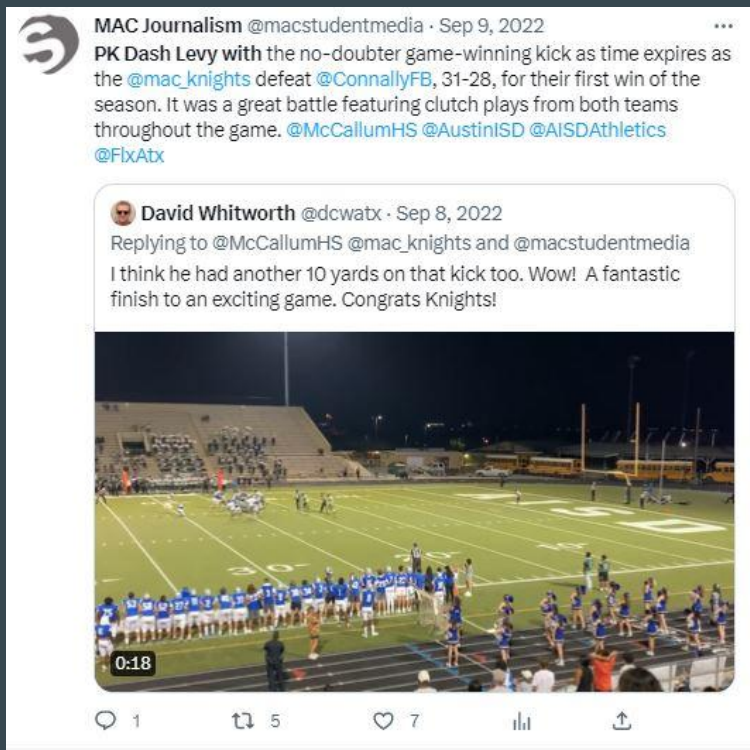 MAC Journalism @macstudentmedia · Sep 9, 2022
PK Dash Levy with the no-doubter game-winning kick as time expires as
the @mac_knights defeat @ConnallyFB, 31-28, for their first win of the
season. It was a great battle featuring clutch plays from both teams
throughout the game. @McCallumHS @AustinISD @AISDAthletics
@FlxAtx
David Whitworth @dcwatx · Sep 8, 2022
Replying to @McCallumHS @mac_knights and @macstudentmedia
I think he had another 10 yards on that kick too. Wow! A fantastic
finish to an exciting game. Congrats Knights!
0:18
1 5 7